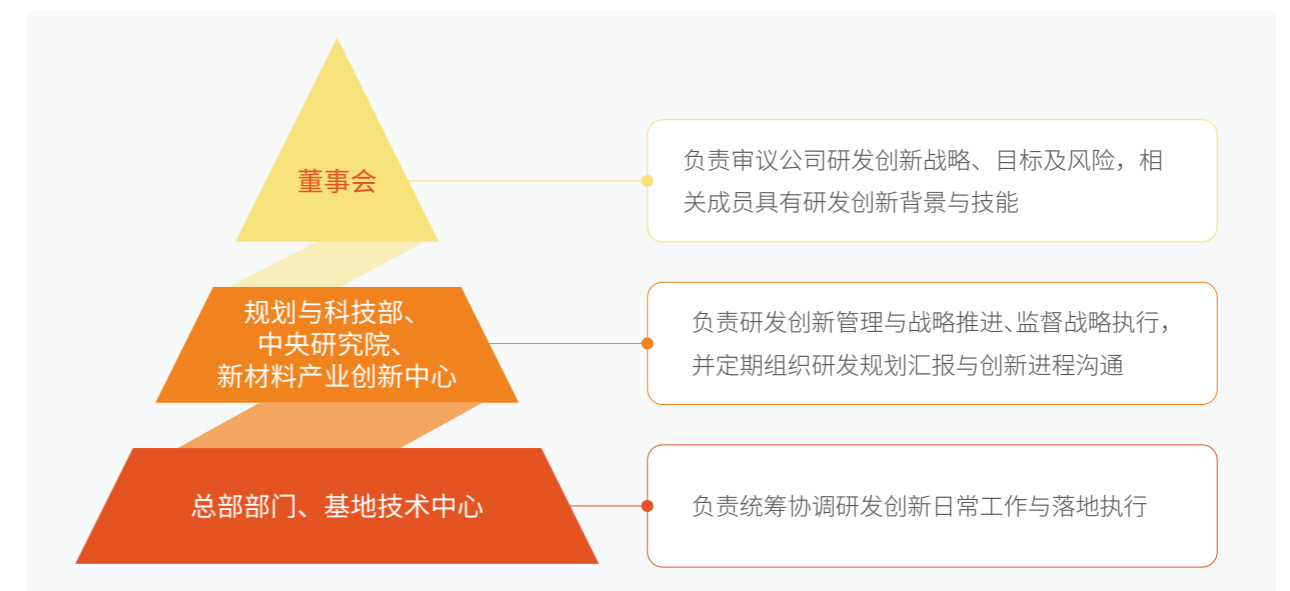 董事会
负责审议公司研发创新战略、目标及风险，相
关成员具有研发创新背景与技能
规划与科技部、
中央研究院、
新材料产业创新中心
负责研发创新管理与战略推进、监督战略执行，
并定期组织研发规划汇报与创新进程沟通
总部部门、基地技术中心
负责统筹协调研发创新日常工作与落地执行